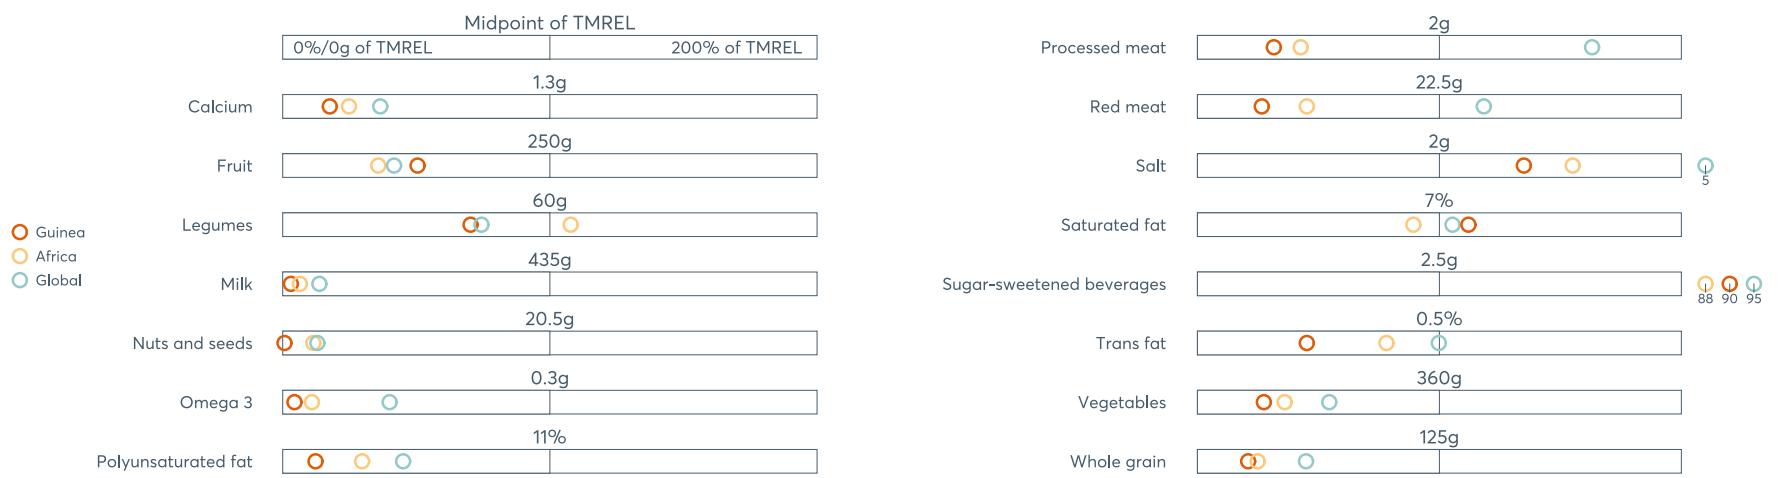 Midpoint of TMREL
0%/0g of TMREL 200% of TMREL
1.3g
Calcium
250g
Fruit
60g
Legumes
435g
Milk
20.5g
Nuts and seeds
0.3g
Omega 3
11%
Polyunsaturated fat
Guinea
Africa
Global
2g
Processed meat
22.5g
Red meat
2g
Salt
5
7%
Saturated fat
2.5g
Sugar-sweetened beverages
88 90 95
0.5%
Trans fat
360g
Vegetables
125g
Whole grain